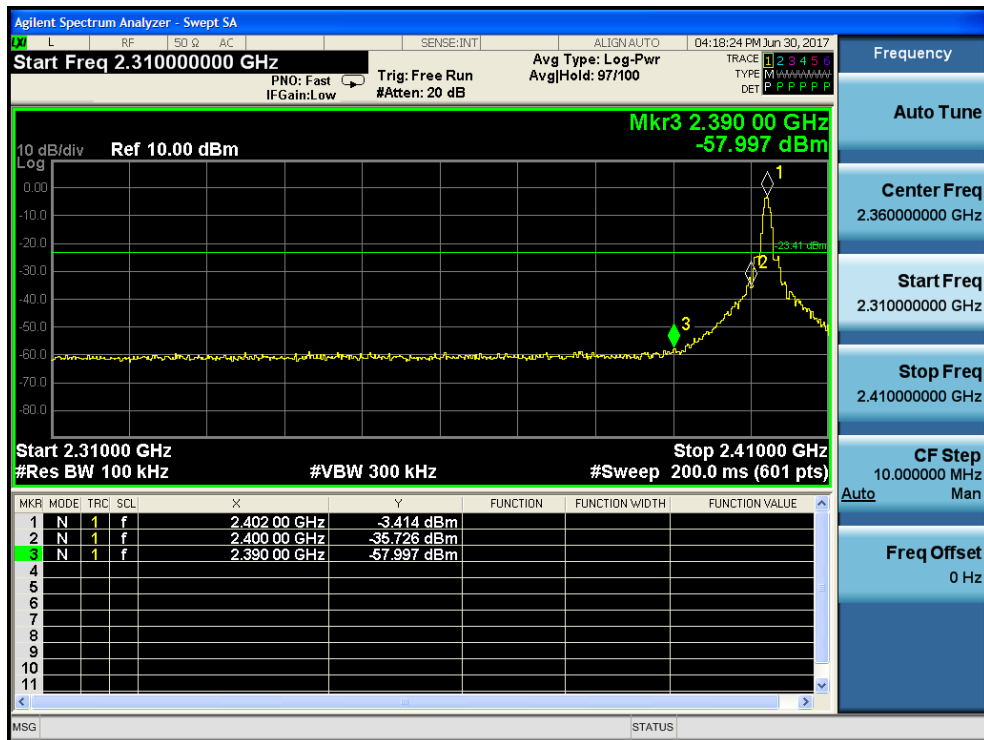 Agilent Spectrum Analyzer - Swept SA
LXI L RF 50 Ω AC SENSE:INT ALIGN AUTO 04:18:24 PM Jun 30, 2017
Start Freq 2.310000000 GHz
PNO: Fast
IFGain:Low
Trig: Free Run
#Atten: 20 dB
Avg Type: Log-Pwr
Avg|Hold: 97/100
TRACE 1 2 3 4 5 6
TYPE M WWWWW
DET P P P P P P
Mkr3 2.390 00 GHz
-57.997 dBm
10 dB/div Ref 10.00 dBm
Log
0.00
-10.0
-20.0
-30.0
-40.0
-50.0
-60.0
-70.0
-80.0
1
-23.41 dBm
2
3
Start 2.31000 GHz Stop 2.41000 GHz
#Res BW 100 kHz #VBW 300 kHz #Sweep 200.0 ms (601 pts)
MKR MODE TRC SCL X Y FUNCTION FUNCTION WIDTH FUNCTION VALUE
1 N 1 f 2.402 00 GHz -3.414 dBm
2 N 1 f 2.400 00 GHz -35.726 dBm
3 N 1 f 2.390 00 GHz -57.997 dBm
4
5
6
7
8
9
10
11
MSG STATUS
Frequency
Auto Tune
Center Freq
2.360000000 GHz
Start Freq
2.310000000 GHz
Stop Freq
2.410000000 GHz
CF Step
10.000000 MHz
Auto Man
Freq Offset
0 Hz